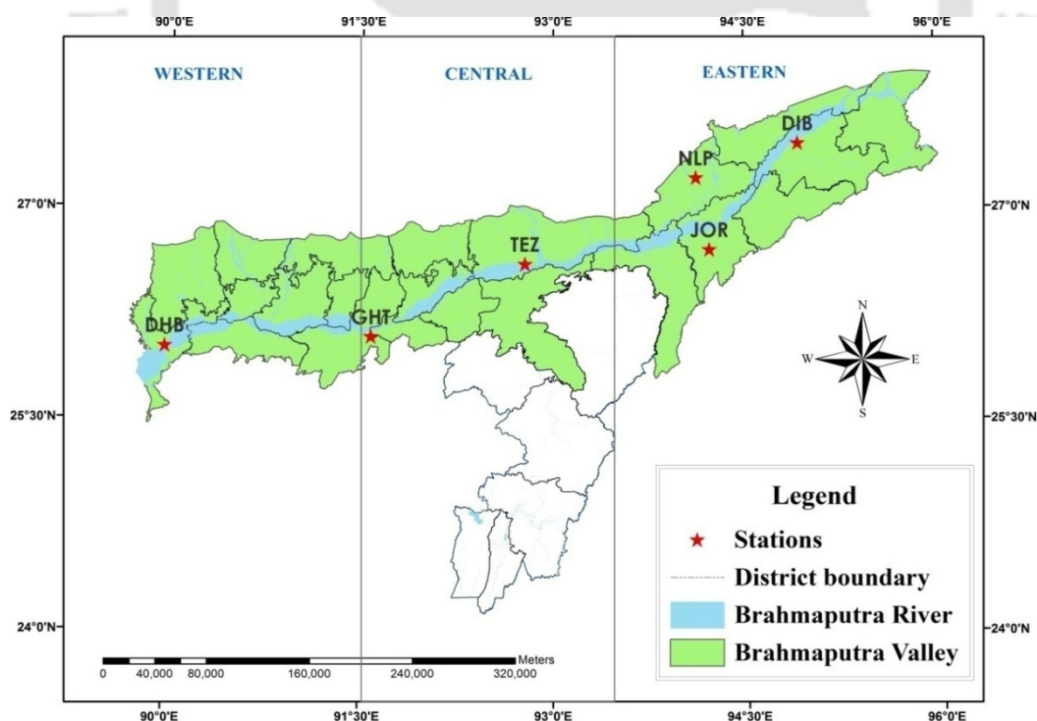 90°0'0"E 91°30'E 93°0'E 94°30'E 96°0'E
WESTERN CENTRAL EASTERN
DIB
NLP
27°0'N 27°0'N
JOR
TEZ
GHT
DHB
N
W E
S
25°30'N 25°30'N
Legend
Stations
District boundary
Brahmaputra River
Brahmaputra Valley
24°0'N 24°0'N
Meters
0 40,000 80,000 160,000 240,000 320,000
90°0'E 91°30'E 93°0'E 94°30'E 96°0'E